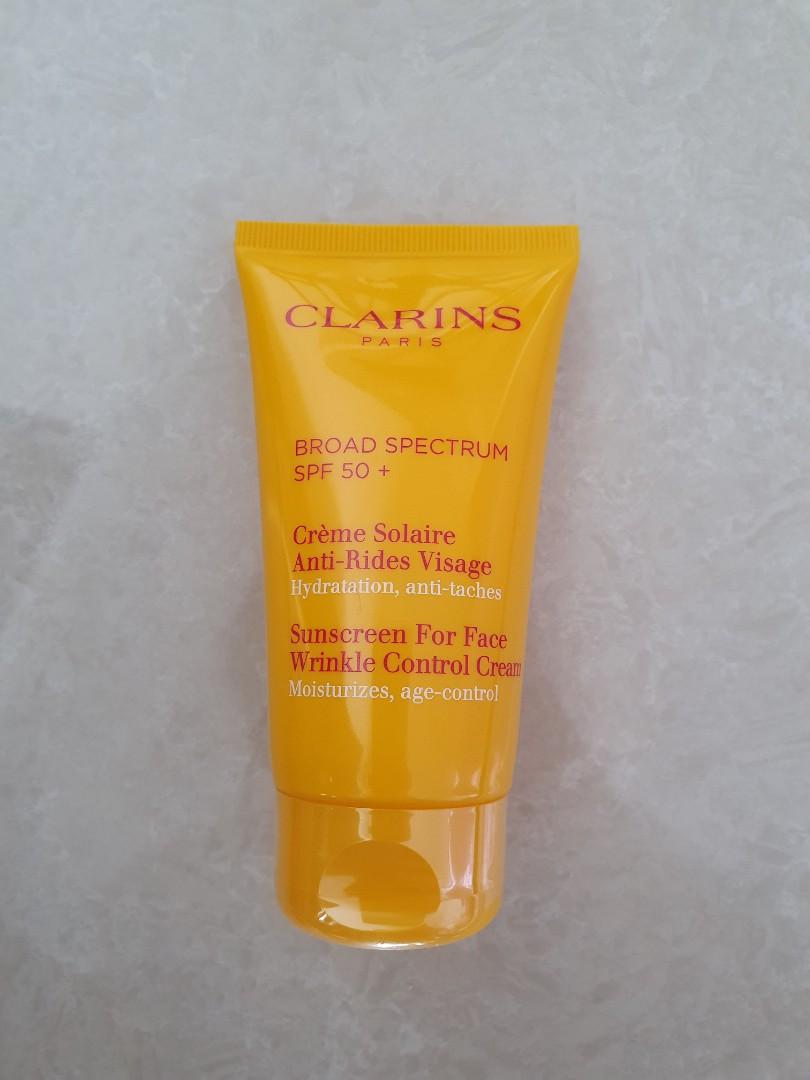 CLARINS
PARIS
BROAD SPECTRUM
SPF 50 +
Crème Solaire
Anti-Rides Visage
Hydratation, anti-taches
Sunscreen For Face
Wrinkle Control Cream
Moisturizes, age-control